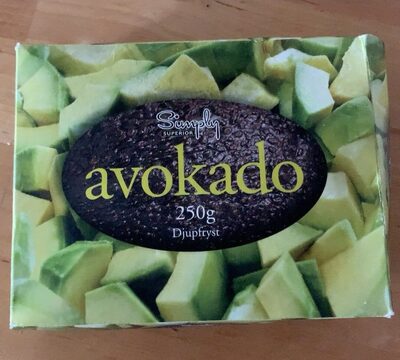 Simply
SUPERIOR
avokado
250g
Djupfryst